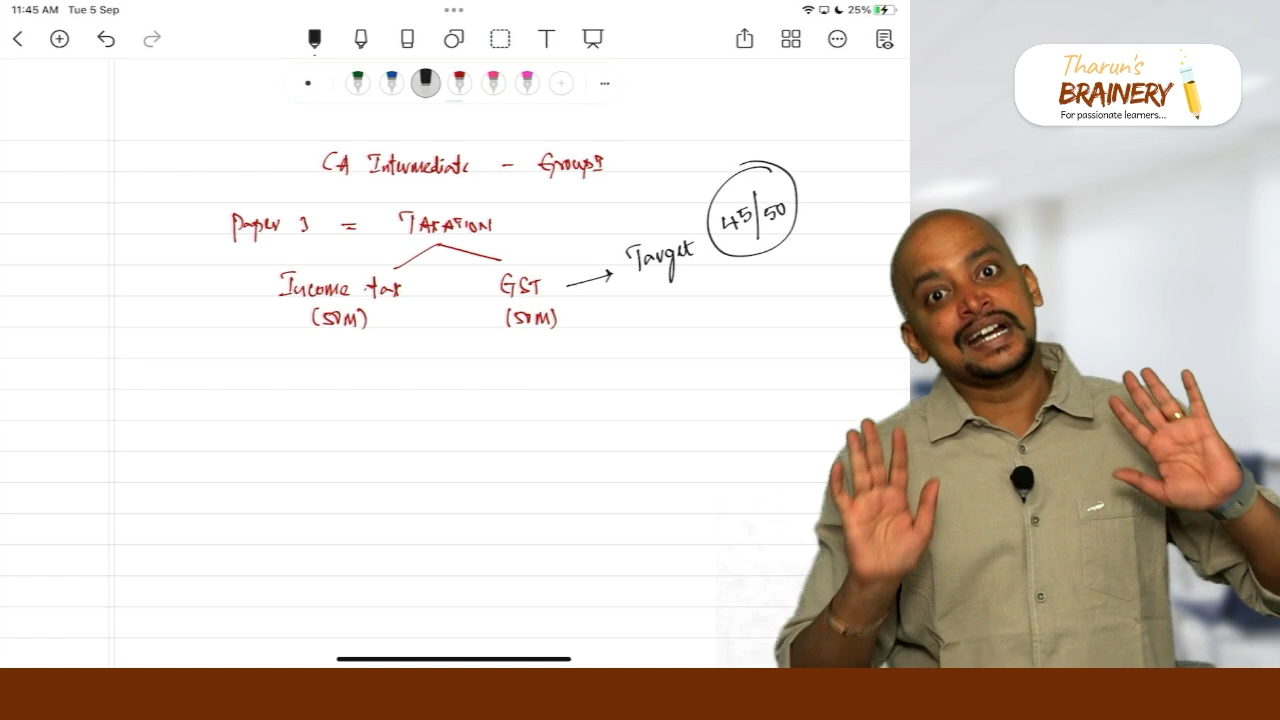 11:45 AM Tue 5 Sep
25%
T
Tharun's
BRAINERY
For passionate learners...
CA Intermediate - Group I
Paper 3 = TAXATION
45/50
Target
Income tax
GST
(50M)
(50M)